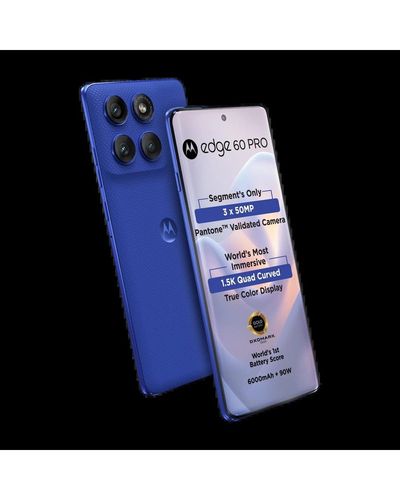 edge 60 PRO
Segment's Only
3 x 50MP
Pantone™ Validated Camera
World's Most
Immersive
1.5K Quad Curved
True Color Display
GOLD
DXOMARK
World's 1st
Battery Score
6000mAh + 90W